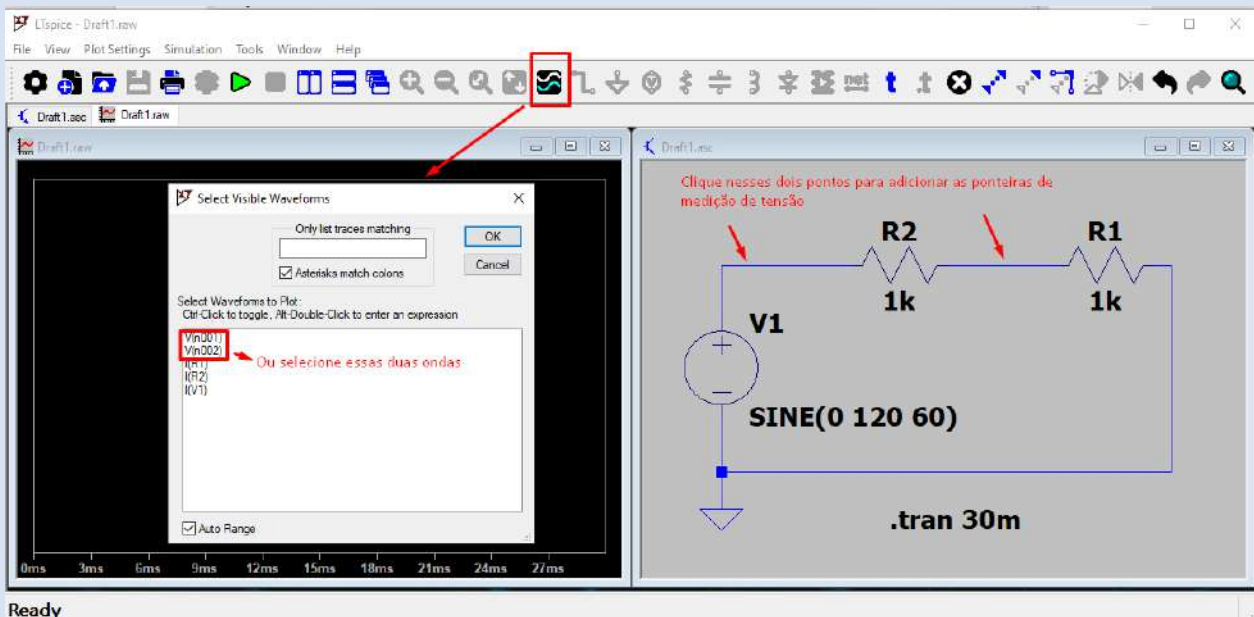 LTspice - Draft1.raw
File View Plot Settings Simulation Tools Window Help
net t t
Draft1.asc Draft1.raw
Draft1.raw
Select Visible Waveforms
Only list traces matching
OK
Asterisks match colons
Cancel
Select Waveforms to Plot:
Ctrl-Click to toggle, Alt-Double-Click to enter an expression
V(n001)
V(n002)
I(R1)
I(R2)
I(V1)
Ou selecione essas duas ondas
Auto Range
0ms 3ms 6ms 9ms 12ms 15ms 18ms 21ms 24ms 27ms
Draft1.asc
Clique nesses dois pontos para adicionar as ponteiras de
medição de tensão
R2 R1
1k 1k
V1
SINE(0 120 60)
.tran 30m
Ready